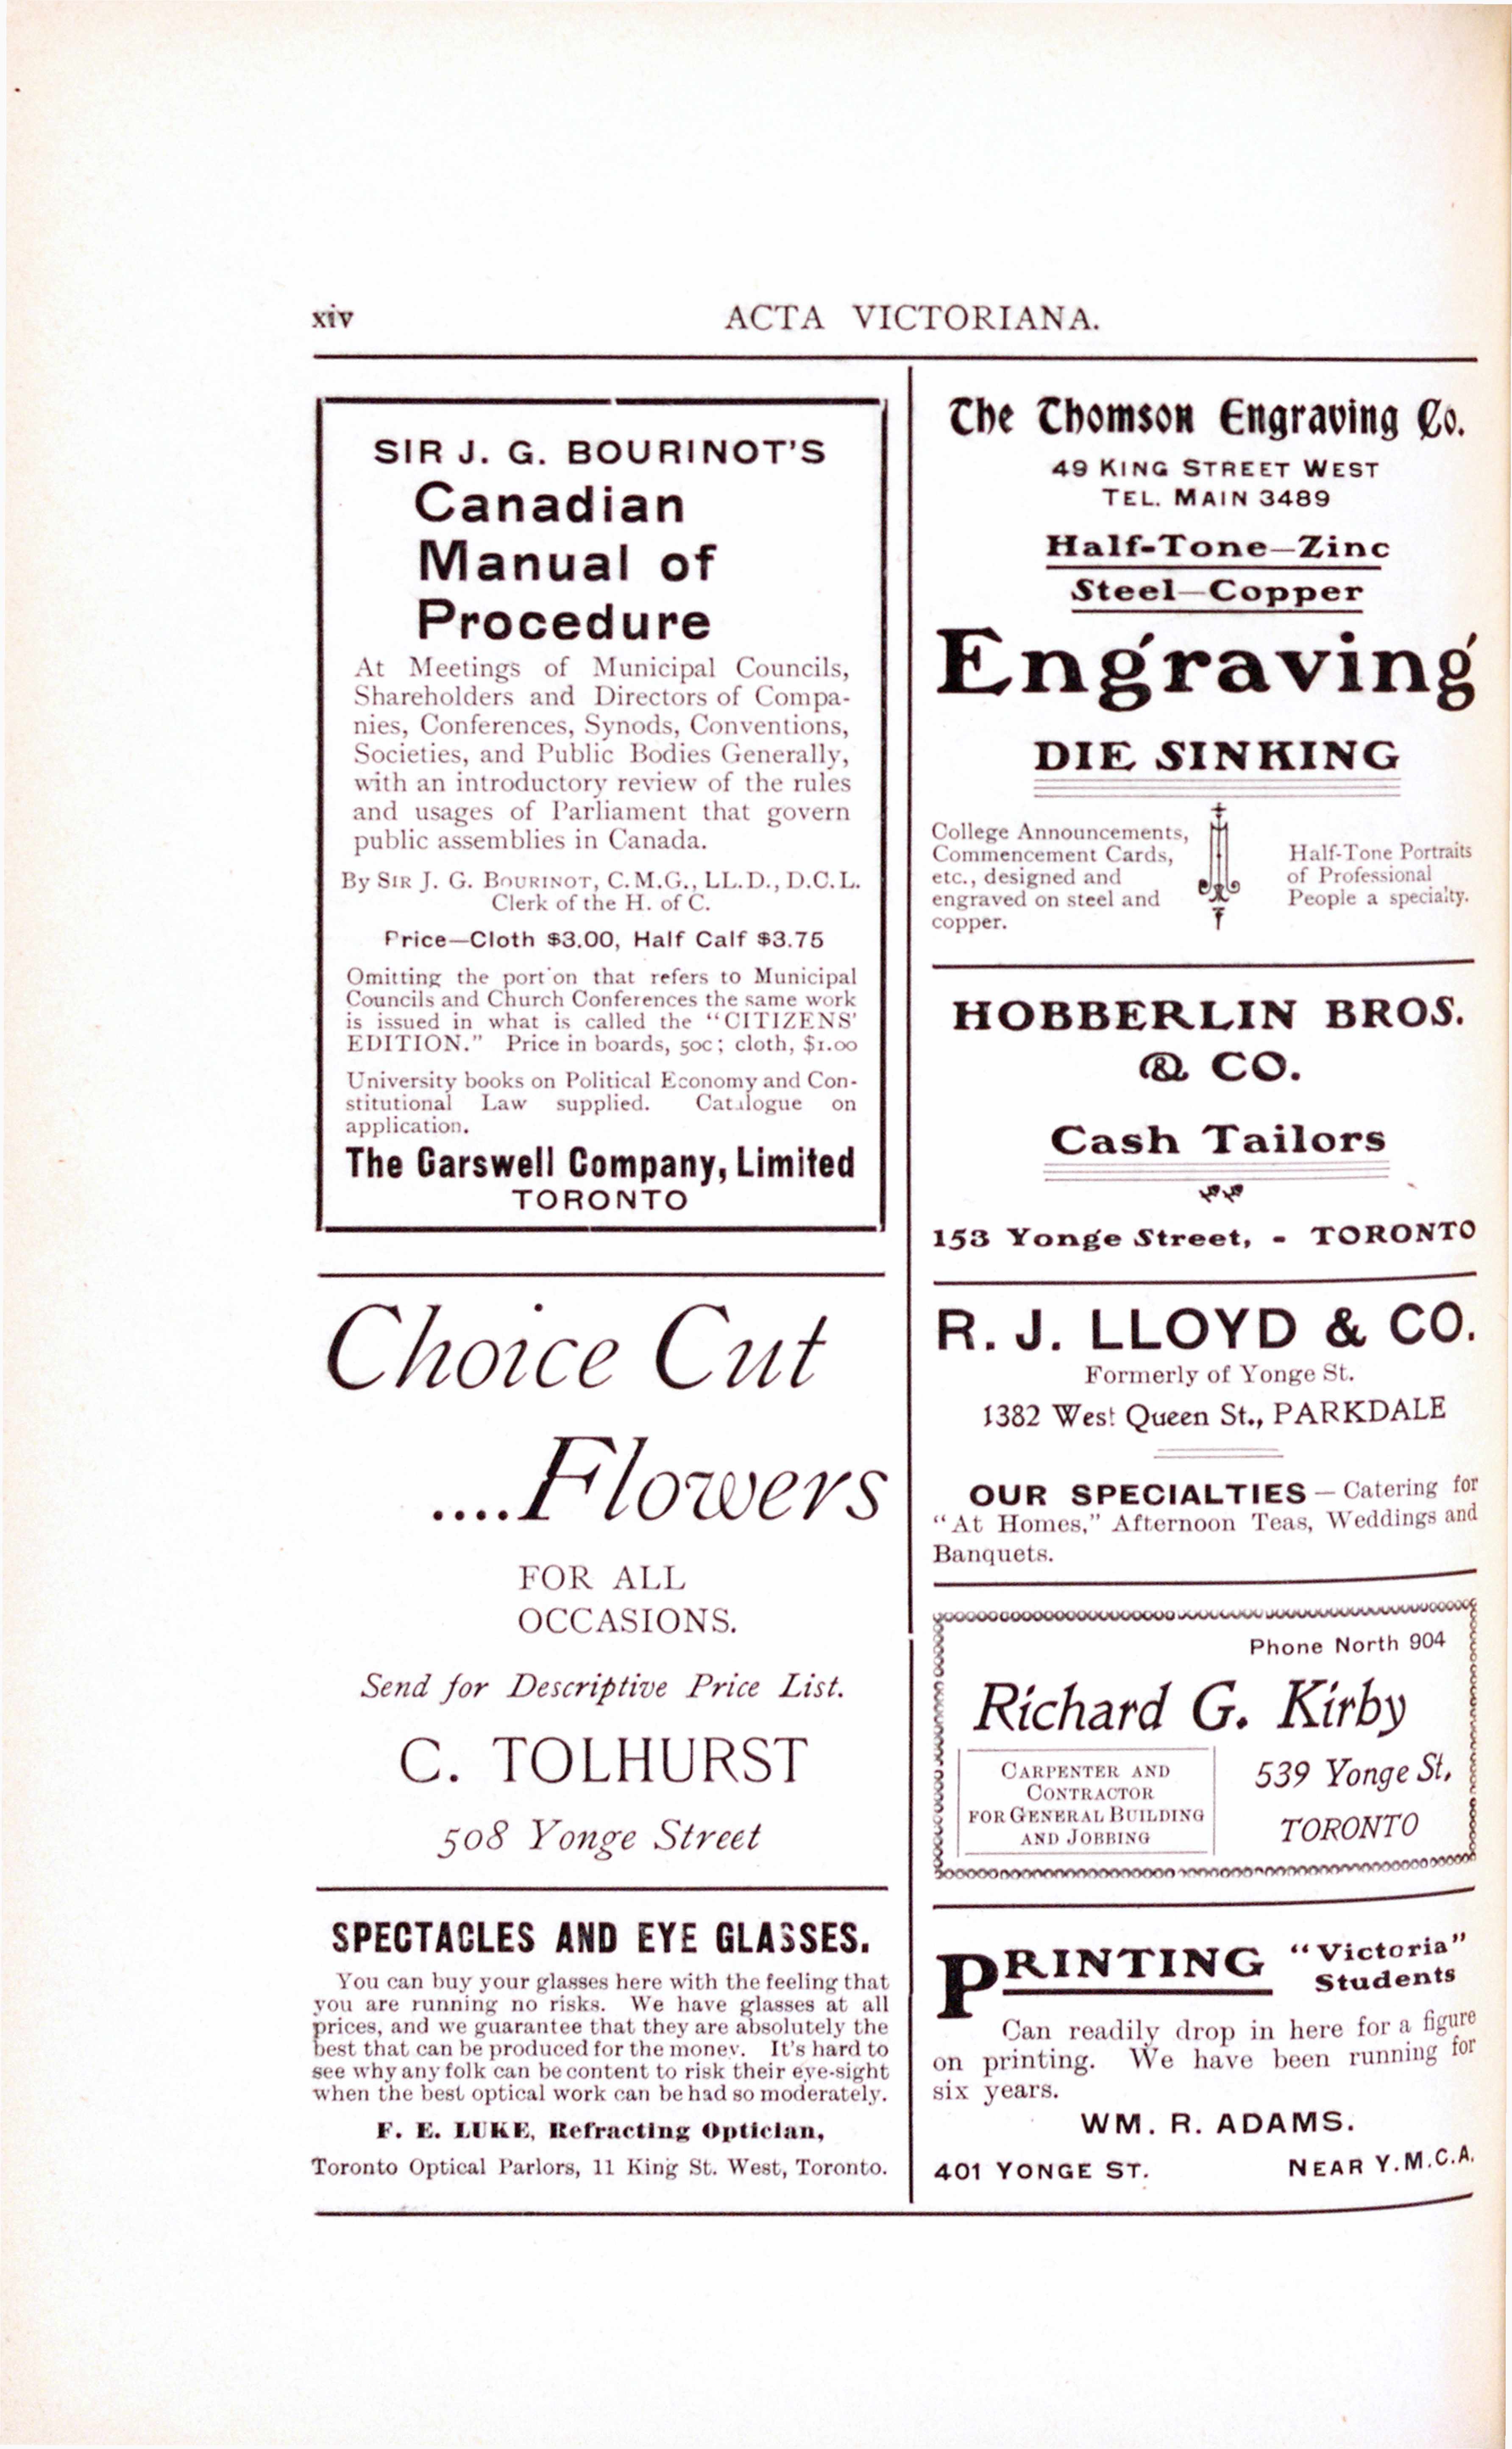 xiv
ACTA VICTORIANA.
SIR J. G. BOURINOT'S
Canadian
Manual of
Procedure
At Meetings of Municipal Councils,
Shareholders and Directors of Compa-
nies, Conferences, Synods, Conventions,
Societies, and Public Bodies Generally,
with an introductory review of the rules
and usages of Parliament that govern
public assemblies in Canada.
By SIR J. G. BOURINOT, C.M.G., LL.D., D.C.L.
Clerk of the H. of C.
Price—Cloth $3.00, Half Calf $3.75
Omitting the port on that refers to Municipal
Councils and Church Conferences the same work
is issued in what is called the "CITIZENS'
EDITION." Price in boards, 50c; cloth, $1.00
University books on Political Economy and Con-
stitutional Law supplied. Catalogue on
application.
The Carswell Company, Limited
TORONTO
Choice Cut
....Flowers
FOR ALL
OCCASIONS.
Send for Descriptive Price List.
C. TOLHURST
508 Yonge Street
SPECTACLES AND EYE GLASSES.
You can buy your glasses here with the feeling that
you are running no risks. We have glasses at all
prices, and we guarantee that they are absolutely the
best that can be produced for the money. It's hard to
see why any folk can be content to risk their eye-sight
when the best optical work can be had so moderately.
F. E. LUKE, Refracting Optician,
Toronto Optical Parlors, 11 King St. West, Toronto.
The Thomson Engraving Co.
49 KING STREET WEST
TEL. MAIN 3489
Half-Tone—Zinc
Steel—Copper
Engraving
DIE SINKING
College Announcements,
Commencement Cards,
etc., designed and
engraved on steel and
copper.
Half-Tone Portraits
of Professional
People a specialty.
HOBBERLIN BROS.
& CO.
Cash Tailors
153 Yonge Street, - TORONTO
R. J. LLOYD & CO.
Formerly of Yonge St.
1382 West Queen St., PARKDALE
OUR SPECIALTIES — Catering for
"At Homes," Afternoon Teas, Weddings and
Banquets.
Phone North 904
Richard G. Kirby
CARPENTER AND
CONTRACTOR
FOR GENERAL BUILDING
AND JOBBING
539 Yonge St,
TORONTO
PRINTING "Victoria"
Students
Can readily drop in here for a figure
on printing. We have been running for
six years.
WM. R. ADAMS.
401 YONGE ST. NEAR Y.M.C.A.